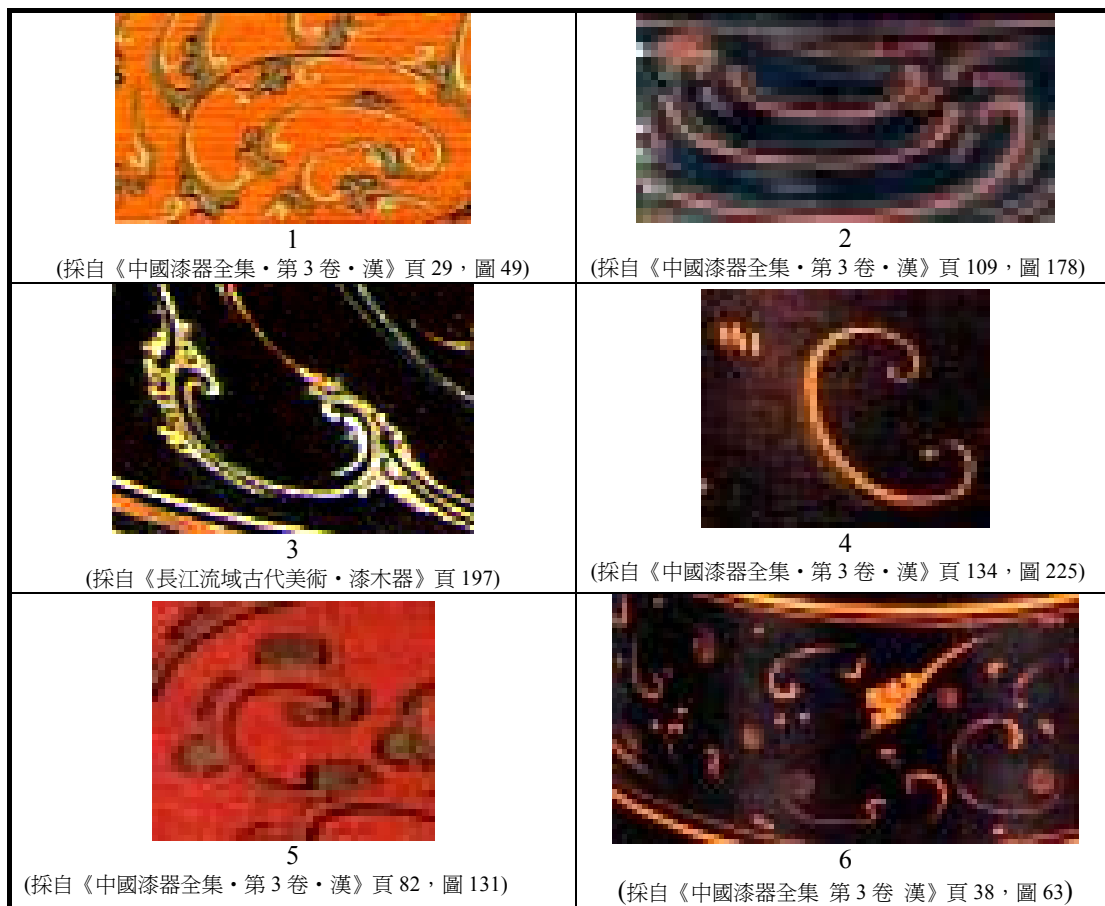 1
(採自《中國漆器全集・第 3 卷・漢》頁 29，圖 49)
2
(採自《中國漆器全集・第 3 卷・漢》頁 109，圖 178)
3
(採自《長江流域古代美術・漆木器》頁 197)
4
(採自《中國漆器全集・第 3 卷・漢》頁 134，圖 225)
5
(採自《中國漆器全集・第 3 卷・漢》頁 82，圖 131)
6
(採自《中國漆器全集 第 3 卷 漢》頁 38，圖 63)